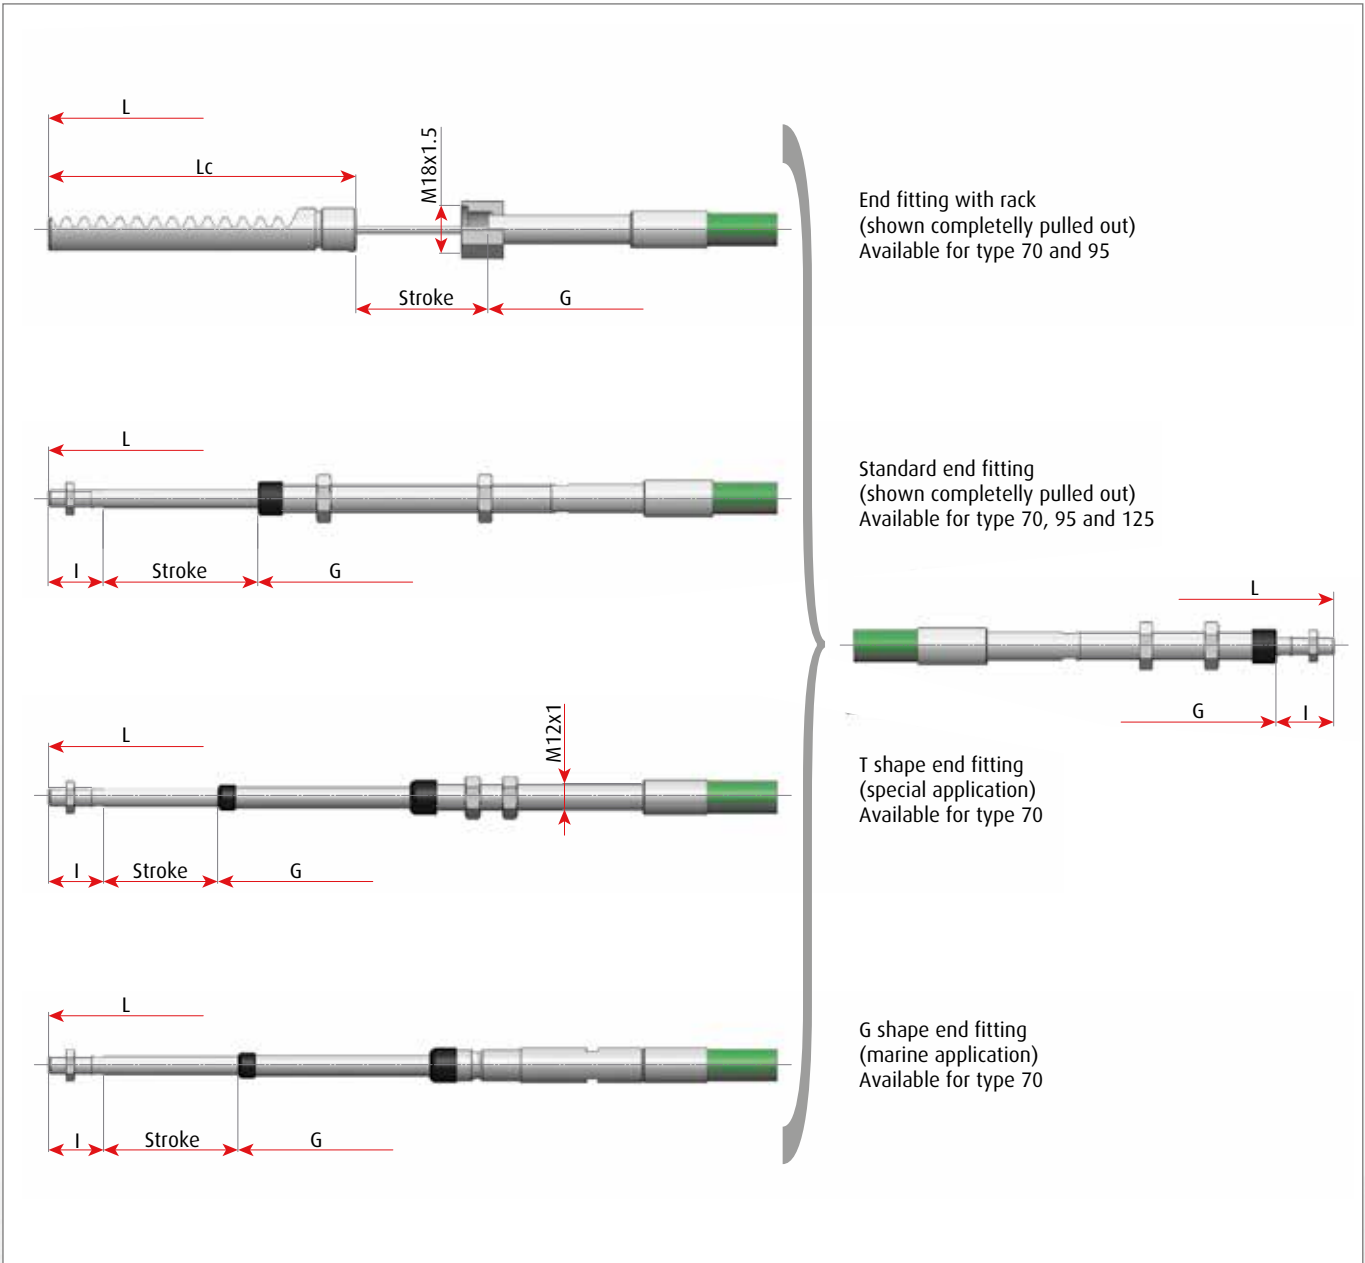 L
Lc
M18x1.5
Stroke
G
End fitting with rack
(shown completelly pulled out)
Available for type 70 and 95
L
I
Stroke
G
Standard end fitting
(shown completelly pulled out)
Available for type 70, 95 and 125
L
G
I
L
M12x1
I
Stroke
G
T shape end fitting
(special application)
Available for type 70
L
I
Stroke
G
G shape end fitting
(marine application)
Available for type 70